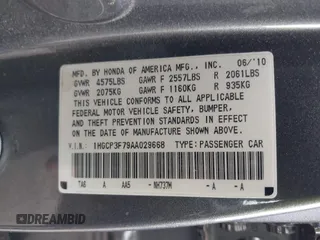 MFD. BY HONDA OF AMERICA MFG., INC. 06/10
GVWR 4575LBS GAWR F 2557LBS R 2061LBS
GVWR 2075KG GAWR F 1160KG R 935KG
THIS VEHICLE CONFORMS TO ALL APPLICABLE
FEDERAL MOTOR VEHICLE SAFETY, BUMPER,
AND THEFT PREVENTION STANDARDS IN EFFECT
ON THE DATE OF MANUFACTURE SHOWN ABOVE.
V.I.N.: 1HGCP3F79AA029668 TYPE: PASSENGER CAR
TA6 A AA5 - NH737M - A - A
DREAMBID.COM